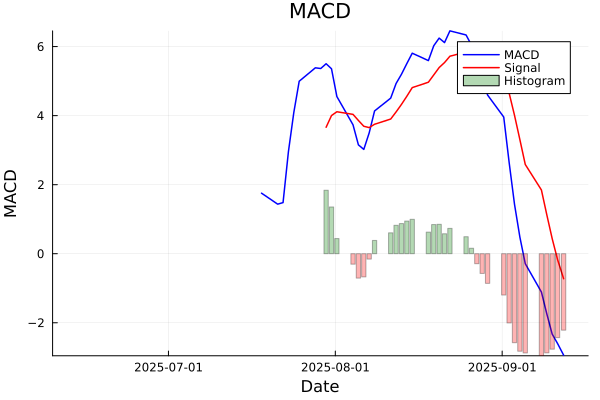 MACD
MACD
Signal
Histogram
6
4
2
0
−2
MACD
2025-07-01
2025-08-01
2025-09-01
Date